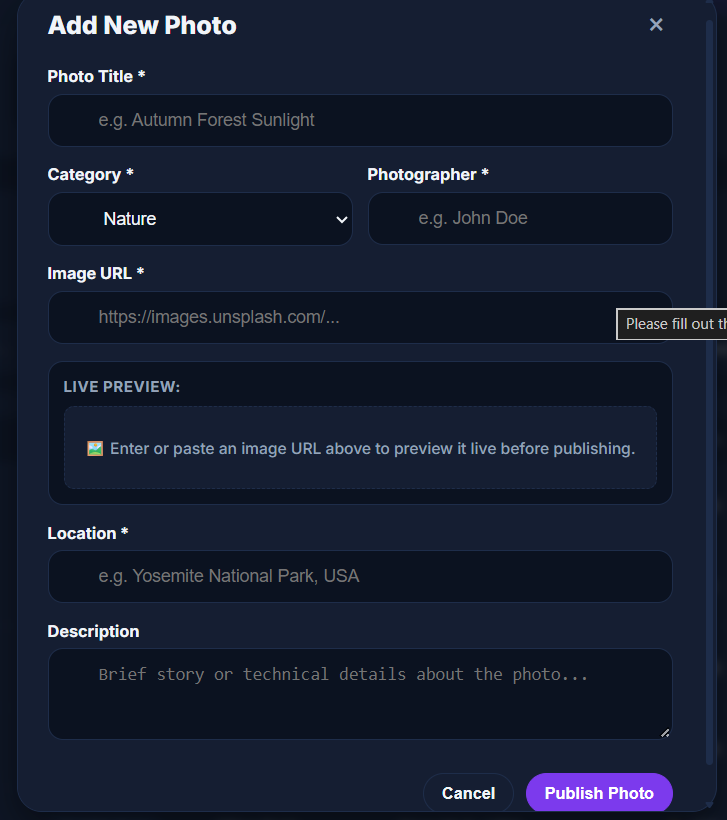 Add New Photo
×
Photo Title *
e.g. Autumn Forest Sunlight
Category *
Photographer *
Nature
e.g. John Doe
Image URL *
https://images.unsplash.com/...
Please fill out
LIVE PREVIEW:
Enter or paste an image URL above to preview it live before publishing.
Location *
e.g. Yosemite National Park, USA
Description
Brief story or technical details about the photo...
Cancel
Publish Photo